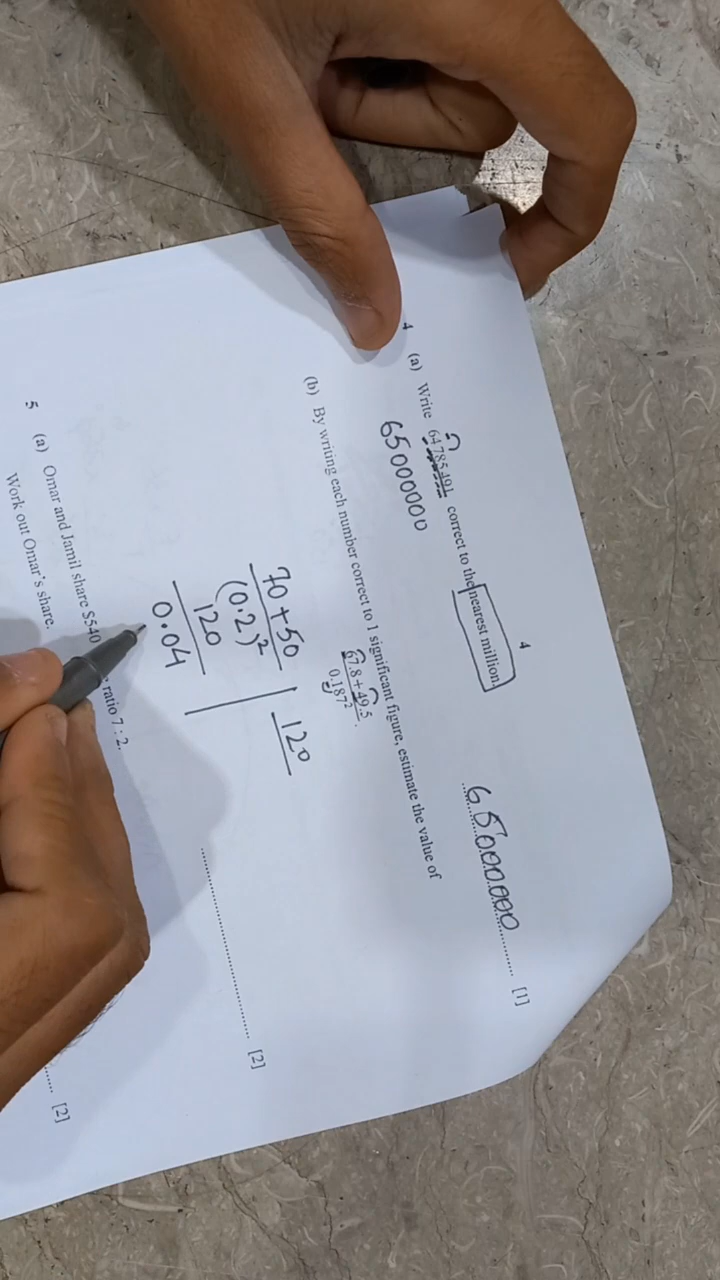 4
4 (a) Write 64 785 491 correct to the nearest million.
65000000
65000000 [1]
(b) By writing each number correct to 1 significant figure, estimate the value of
67.8 + 49.5
0.187²
70 + 50
(0.2)²
120
120
0.04
[2]
5 (a) Omar and Jamil share $540 ratio 7 : 2.
Work out Omar's share.
[2]